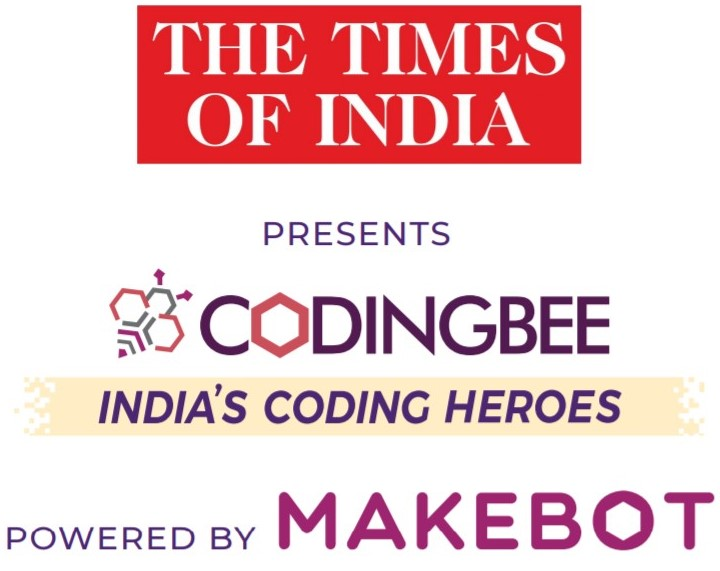 THE TIMES
OF INDIA
PRESENTS
CODINGBEE
INDIA'S CODING HEROES
POWERED BY MAKEBOT